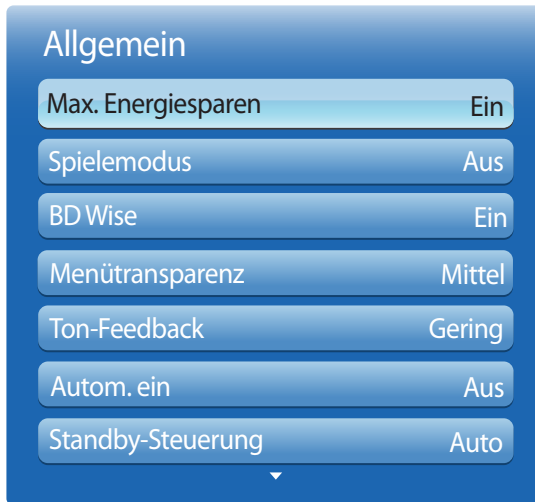 Allgemein
Max. Energiesparen Ein
Spielemodus Aus
BD Wise Ein
Menütransparenz Mittel
Ton-Feedback Gering
Autom. ein Aus
Standby-Steuerung Auto